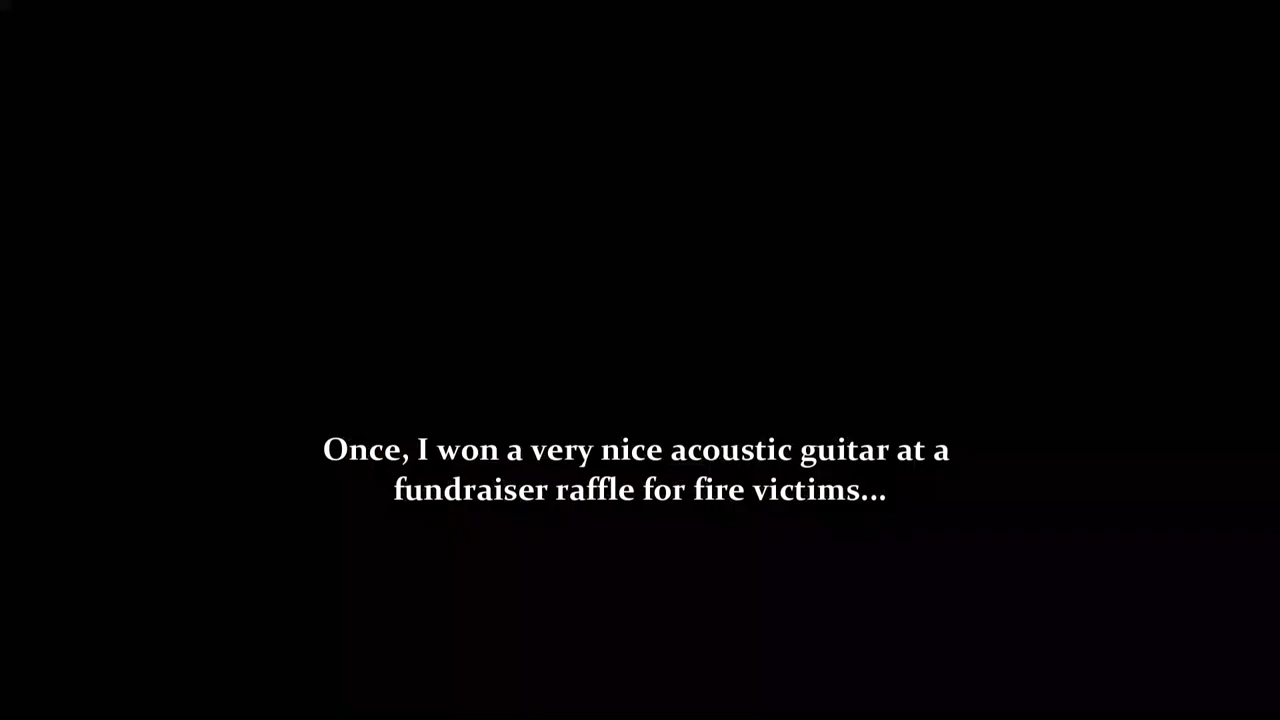 Once, I won a very nice acoustic guitar at a
fundraiser raffle for fire victims...